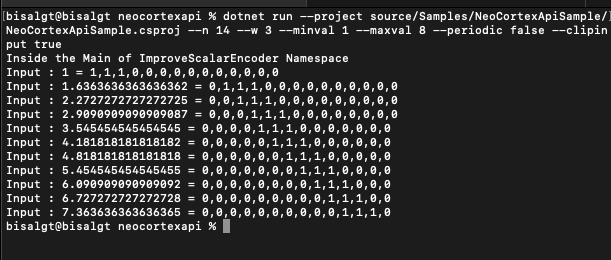 [bisalgt@bisalgt neocortexapi % dotnet run --project source/Samples/NeoCortexApiSample/]
NeoCortexApiSample.csproj --n 14 --w 3 --minval 1 --maxval 8 --periodic false --clipin
put true
Inside the Main of ImproveScalarEncoder Namespace
Input : 1 = 1,1,1,0,0,0,0,0,0,0,0,0,0,0
Input : 1.6363636363636362 = 0,1,1,1,0,0,0,0,0,0,0,0,0,0
Input : 2.2727272727272725 = 0,0,1,1,1,0,0,0,0,0,0,0,0,0
Input : 2.9090909090909087 = 0,0,0,1,1,1,0,0,0,0,0,0,0,0
Input : 3.545454545454545 = 0,0,0,0,1,1,1,0,0,0,0,0,0,0
Input : 4.181818181818182 = 0,0,0,0,0,1,1,1,0,0,0,0,0,0
Input : 4.818181818181818 = 0,0,0,0,0,0,1,1,1,0,0,0,0,0
Input : 5.454545454545455 = 0,0,0,0,0,0,0,1,1,1,0,0,0,0
Input : 6.090909090909092 = 0,0,0,0,0,0,0,0,1,1,1,0,0,0
Input : 6.727272727272728 = 0,0,0,0,0,0,0,0,0,1,1,1,0,0
Input : 7.363636363636365 = 0,0,0,0,0,0,0,0,0,0,1,1,1,0
bisalgt@bisalgt neocortexapi %